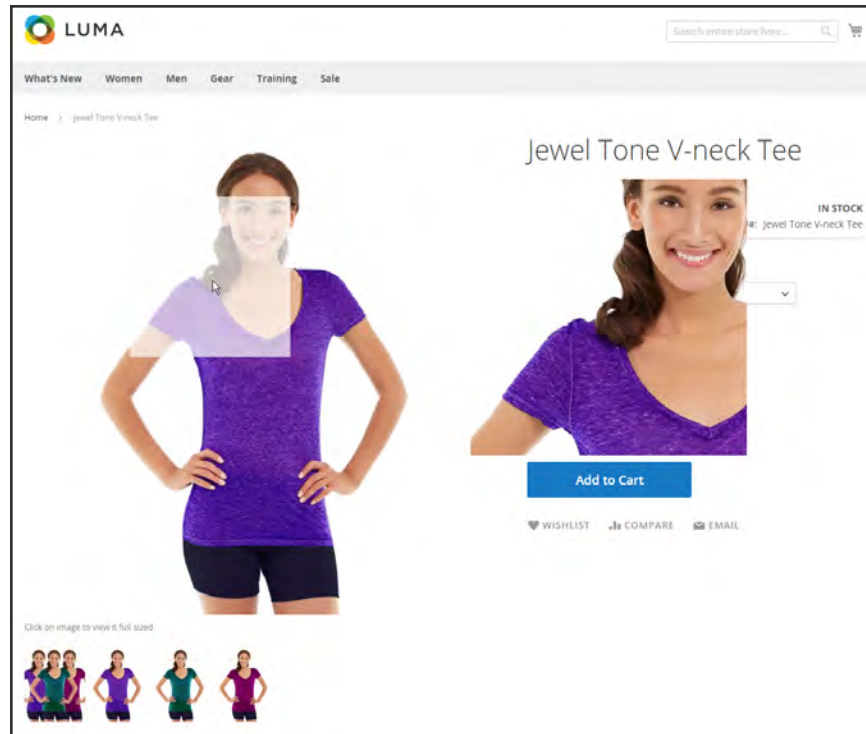 LUMA
Search entire store here...
What's New Women Men Gear Training Sale
Home > Jewel Tone V-neck Tee
Jewel Tone V-neck Tee
IN STOCK
#: Jewel Tone V-neck Tee
Add to Cart
WISHLIST COMPARE EMAIL
Click on image to view it full sized